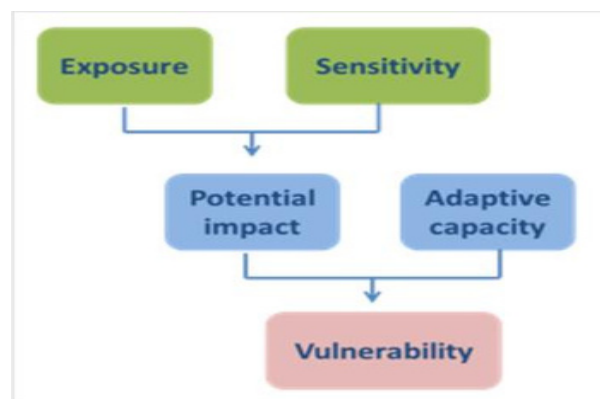 Exposure
Sensitivity
Potential
impact
Adaptive
capacity
Vulnerability